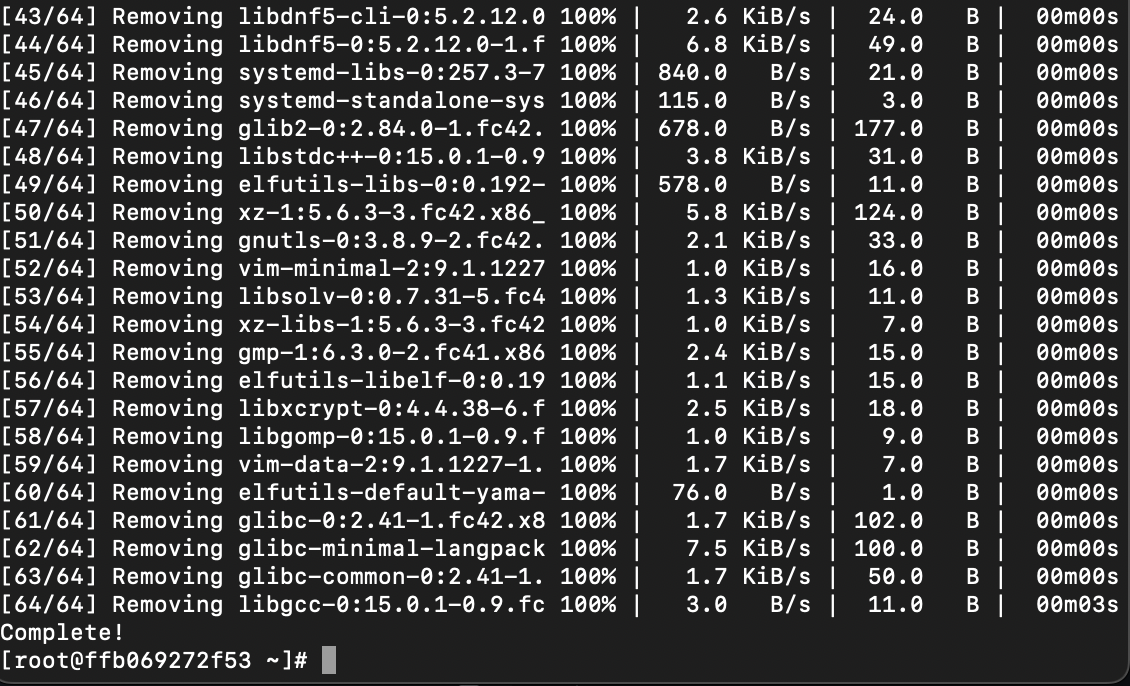 [43/64] Removing libdnf5-cli-0:5.2.12.0 100% |   2.6 KiB/s |  24.0   B |  00m00s
[44/64] Removing libdnf5-0:5.2.12.0-1.f 100% |   6.8 KiB/s |  49.0   B |  00m00s
[45/64] Removing systemd-libs-0:257.3-7 100% | 840.0   B/s |  21.0   B |  00m00s
[46/64] Removing systemd-standalone-sys 100% | 115.0   B/s |   3.0   B |  00m00s
[47/64] Removing glib2-0:2.84.0-1.fc42. 100% | 678.0   B/s | 177.0   B |  00m00s
[48/64] Removing libstdc++-0:15.0.1-0.9 100% |   3.8 KiB/s |  31.0   B |  00m00s
[49/64] Removing elfutils-libs-0:0.192- 100% | 578.0   B/s |  11.0   B |  00m00s
[50/64] Removing xz-1:5.6.3-3.fc42.x86_ 100% |   5.8 KiB/s | 124.0   B |  00m00s
[51/64] Removing gnutls-0:3.8.9-2.fc42. 100% |   2.1 KiB/s |  33.0   B |  00m00s
[52/64] Removing vim-minimal-2:9.1.1227 100% |   1.0 KiB/s |  16.0   B |  00m00s
[53/64] Removing libsolv-0:0.7.31-5.fc4 100% |   1.3 KiB/s |  11.0   B |  00m00s
[54/64] Removing xz-libs-1:5.6.3-3.fc42 100% |   1.0 KiB/s |   7.0   B |  00m00s
[55/64] Removing gmp-1:6.3.0-2.fc41.x86 100% |   2.4 KiB/s |  15.0   B |  00m00s
[56/64] Removing elfutils-libelf-0:0.19 100% |   1.1 KiB/s |  15.0   B |  00m00s
[57/64] Removing libxcrypt-0:4.4.38-6.f 100% |   2.5 KiB/s |  18.0   B |  00m00s
[58/64] Removing libgomp-0:15.0.1-0.9.f 100% |   1.0 KiB/s |   9.0   B |  00m00s
[59/64] Removing vim-data-2:9.1.1227-1. 100% |   1.7 KiB/s |   7.0   B |  00m00s
[60/64] Removing elfutils-default-yama- 100% |  76.0   B/s |   1.0   B |  00m00s
[61/64] Removing glibc-0:2.41-1.fc42.x8 100% |   1.7 KiB/s | 102.0   B |  00m00s
[62/64] Removing glibc-minimal-langpack 100% |   7.5 KiB/s | 100.0   B |  00m00s
[63/64] Removing glibc-common-0:2.41-1. 100% |   1.7 KiB/s |  50.0   B |  00m00s
[64/64] Removing libgcc-0:15.0.1-0.9.fc 100% |   3.0   B/s |  11.0   B |  00m03s
Complete!
[root@ffb069272f53 ~]#